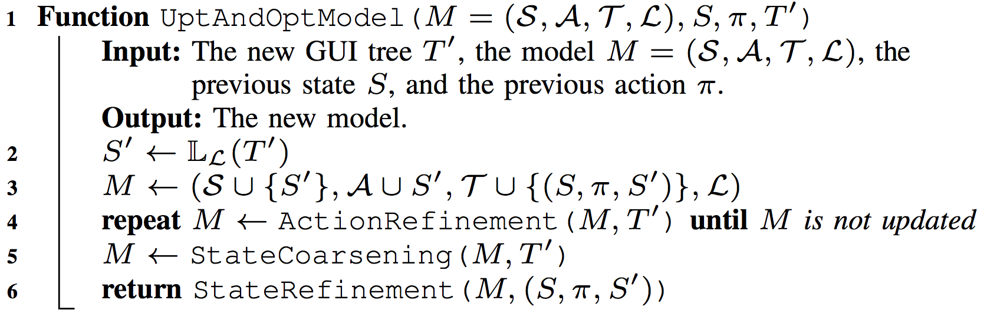 1 Function UptAndOptModel(M = (𝒮, 𝒜, 𝒯, ℒ), S, π, T′)
Input: The new GUI tree T′, the model M = (𝒮, 𝒜, 𝒯, ℒ), the
previous state S, and the previous action π.
Output: The new model.
2 S′ ← 𝕃ℒ(T′)
3 M ← (𝒮 ∪ {S′}, 𝒜 ∪ S′, 𝒯 ∪ {(S, π, S′)}, ℒ)
4 repeat M ← ActionRefinement(M, T′) until M is not updated
5 M ← StateCoarsening(M, T′)
6 return StateRefinement(M, (S, π, S′))